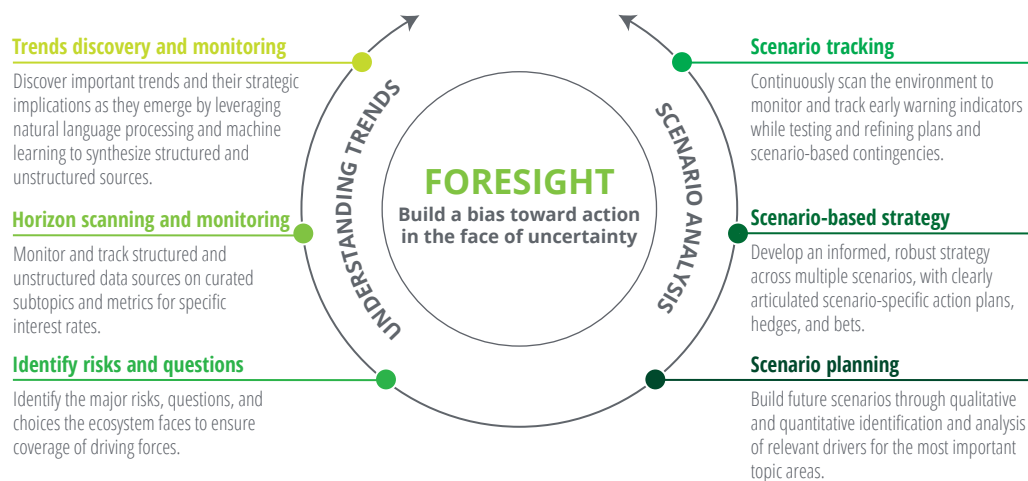 Trends discovery and monitoring
Discover important trends and their strategic
implications as they emerge by leveraging
natural language processing and machine
learning to synthesize structured and
unstructured sources.
Horizon scanning and monitoring
Monitor and track structured and
unstructured data sources on curated
subtopics and metrics for specific
interest rates.
Identify risks and questions
Identify the major risks, questions, and
choices the ecosystem faces to ensure
coverage of driving forces.
UNDERSTANDING TRENDS
FORESIGHT
Build a bias toward action
in the face of uncertainty
SCENARIO ANALYSIS
Scenario tracking
Continuously scan the environment to
monitor and track early warning indicators
while testing and refining plans and
scenario-based contingencies.
Scenario-based strategy
Develop an informed, robust strategy
across multiple scenarios, with clearly
articulated scenario-specific action plans,
hedges, and bets.
Scenario planning
Build future scenarios through qualitative
and quantitative identification and analysis
of relevant drivers for the most important
topic areas.